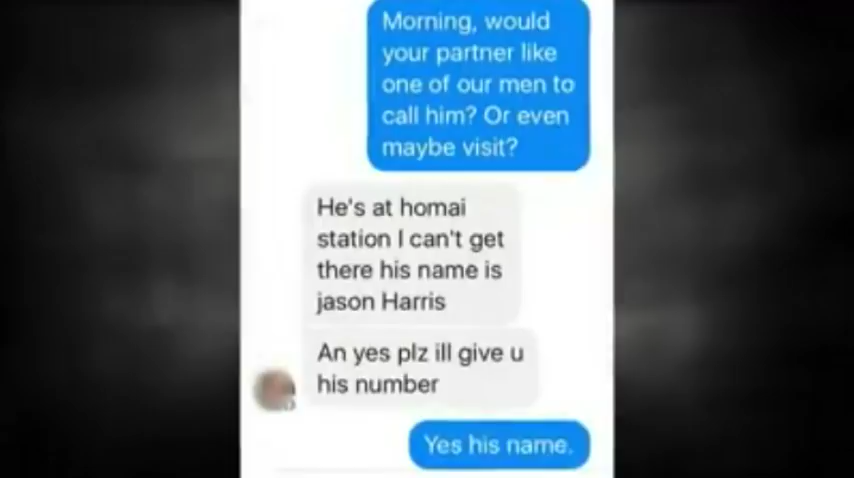 Morning, would
your partner like
one of our men to
call him? Or even
maybe visit?
He's at homai
station I can't get
there his name is
jason Harris
An yes plz ill give u
his number
Yes his name.